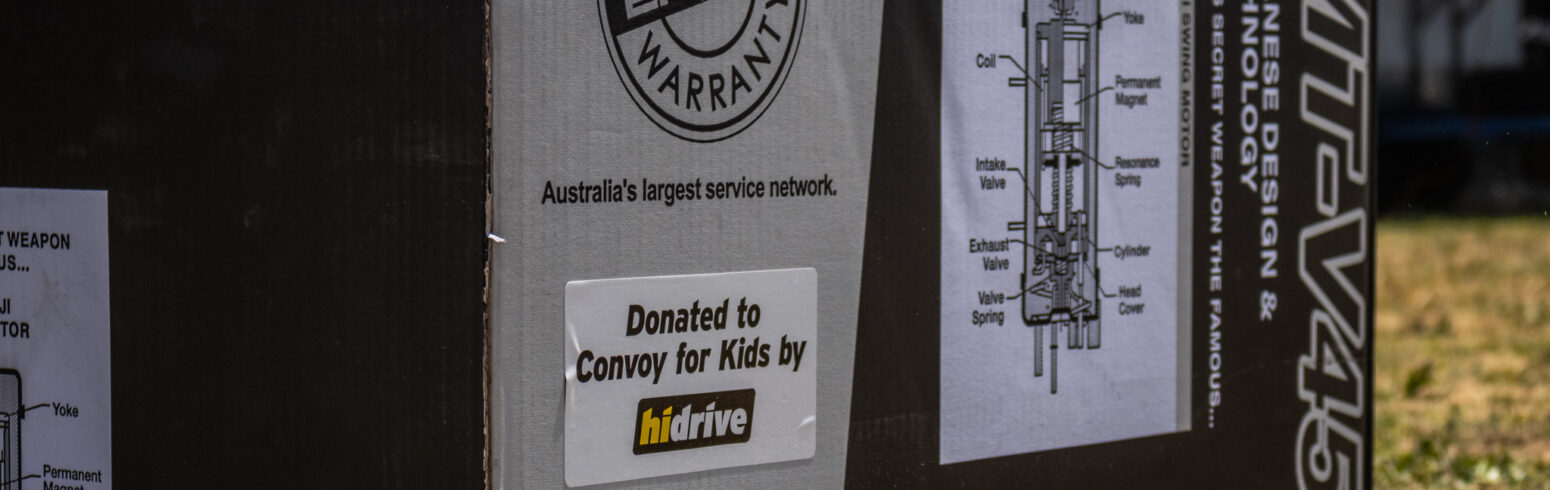 T WEAPON
US...
JI
TOR
Yoke
Permanent
Magnet
WARRANTY
Australia's largest service network.
Donated to
Convoy for Kids by
hidrive
Yoke
Coil
Permanent
Magnet
Intake
Valve
Resonance
Spring
Exhaust
Valve
Cylinder
Valve
Spring
Head
Cover
SWING MOTOR
SECRET WEAPON THE FAMOUS...
NESE DESIGN &
HNOLOGY
MT-V45